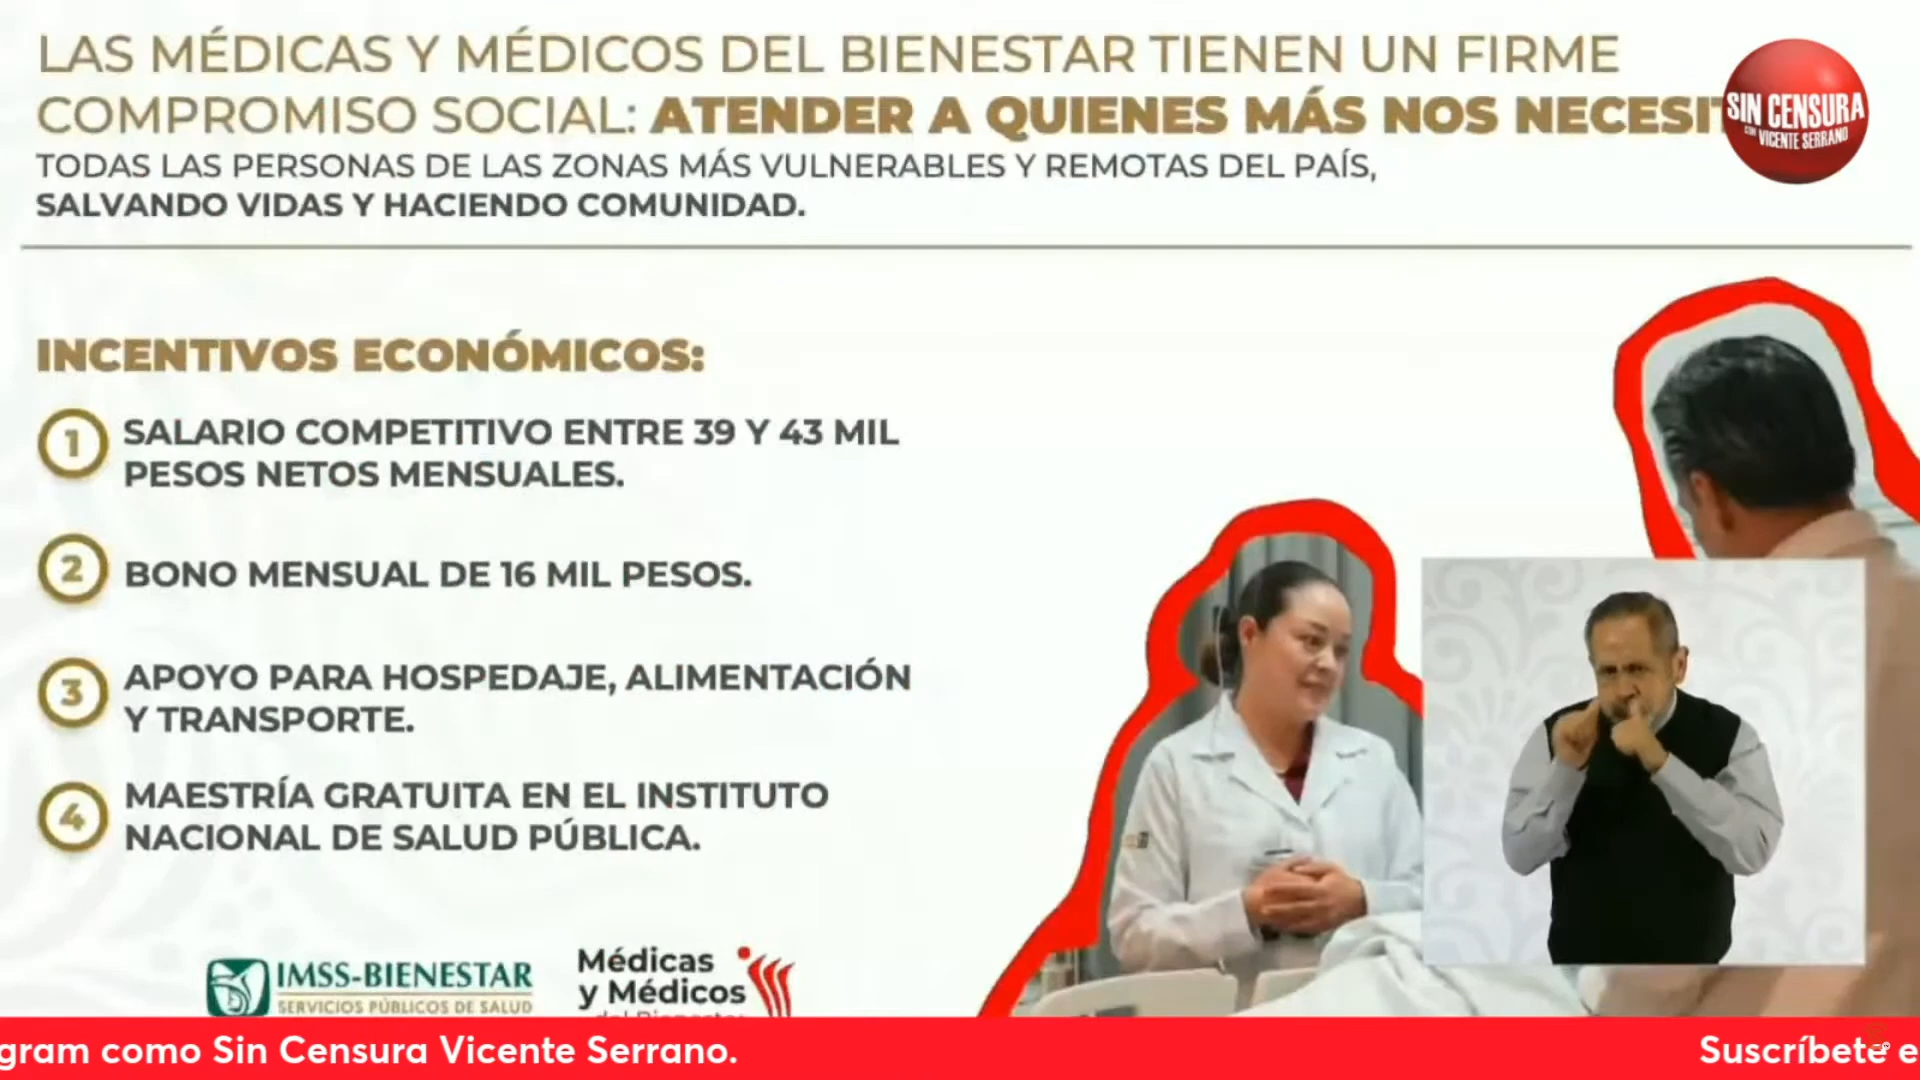 LAS MÉDICAS Y MÉDICOS DEL BIENESTAR TIENEN UN FIRME
COMPROMISO SOCIAL: ATENDER A QUIENES MÁS NOS NECESIT
SIN CENSURA
CON VICENTE SERRANO
TODAS LAS PERSONAS DE LAS ZONAS MÁS VULNERABLES Y REMOTAS DEL PAÍS,
SALVANDO VIDAS Y HACIENDO COMUNIDAD.
INCENTIVOS ECONÓMICOS:
1 SALARIO COMPETITIVO ENTRE 39 Y 43 MIL
PESOS NETOS MENSUALES.
2 BONO MENSUAL DE 16 MIL PESOS.
3 APOYO PARA HOSPEDAJE, ALIMENTACIÓN
Y TRANSPORTE.
4 MAESTRÍA GRATUITA EN EL INSTITUTO
NACIONAL DE SALUD PÚBLICA.
IMSS-BIENESTAR
SERVICIOS PÚBLICOS DE SALUD
Médicas
y Médicos
del Bienestar
gram como Sin Censura Vicente Serrano.
Suscríbete e